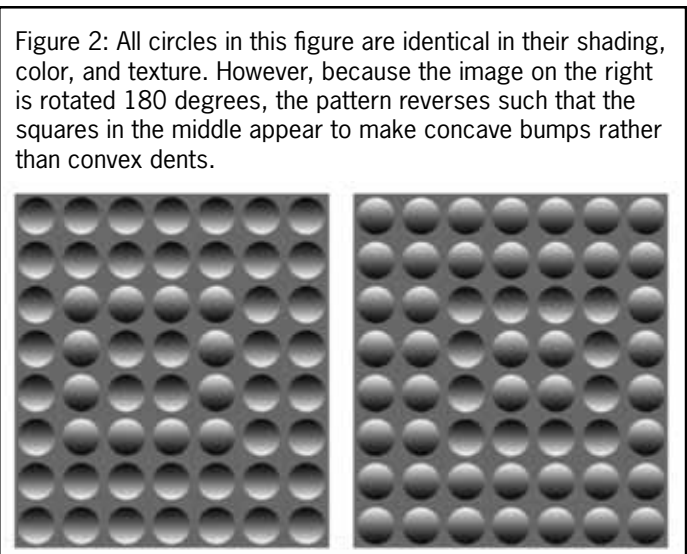 Figure 2: All circles in this figure are identical in their shading,
color, and texture. However, because the image on the right
is rotated 180 degrees, the pattern reverses such that the
squares in the middle appear to make concave bumps rather
than convex dents.